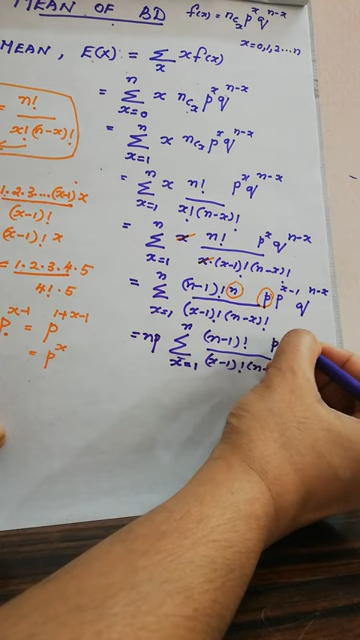 MEAN OF BD f(x) = nCx p^x q^(n-x)
x=0,1,2...n
MEAN, E(X) = Σ_x x f(x)
= Σ_{x=0}^{n} x nCx p^x q^(n-x)
= Σ_{x=1}^{n} x nCx p^x q^(n-x)
= Σ_{x=1}^{n} x n!/(x!(n-x)!) p^x q^(n-x)
= Σ_{x=1}^{n} x n!/(x(x-1)!(n-x)!) p^x q^(n-x)
= Σ_{x=1}^{n} (n-1)! n/((x-1)!(n-x)!) p p^(x-1) q^(n-x)
= np Σ_{x=1}^{n} (n-1)!/((x-1)!(n- p
= n!/(x!(n-x)!)
1.2.3...(x-1)x
(x-1)!
(x-1)! x
= 1.2.3.4.5
4!.5
p.p^(x-1) = p^(1+x-1)
= p^x